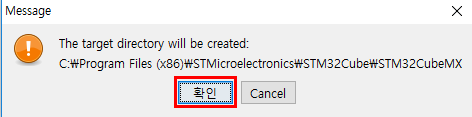 Message
The target directory will be created:
C:₩Program Files (x86)₩STMicroelectronics₩STM32Cube₩STM32CubeMX
확인 Cancel